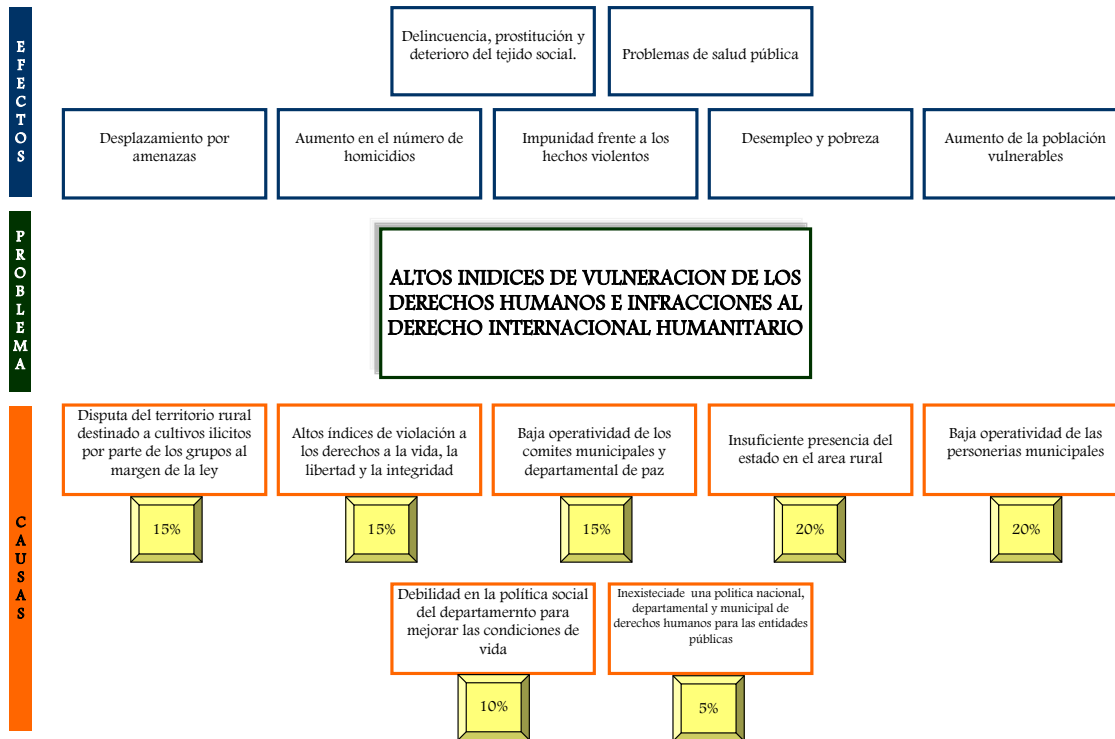 EFECTOS
Delincuencia, prostitución y
deterioro del tejido social.
Problemas de salud pública
Desplazamiento por
amenazas
Aumento en el número de
homicidios
Impunidad frente a los
hechos violentos
Desempleo y pobreza
Aumento de la población
vulnerables
PROBLEMA
ALTOS INIDICES DE VULNERACION DE LOS
DERECHOS HUMANOS E INFRACCIONES AL
DERECHO INTERNACIONAL HUMANITARIO
CAUSAS
Disputa del territorio rural
destinado a cultivos ilicitos
por parte de los grupos al
margen de la ley
15%
Altos índices de violación a
los derechos a la vida, la
libertad y la integridad
15%
Baja operatividad de los
comites municipales y
departamental de paz
15%
Insuficiente presencia del
estado en el area rural
20%
Baja operatividad de las
personerias municipales
20%
Debilidad en la política social
del departamernto para
mejorar las condiciones de
vida
10%
Inexisteciade una politica nacional,
departamental y municipal de
derechos humanos para las entidades
públicas
5%